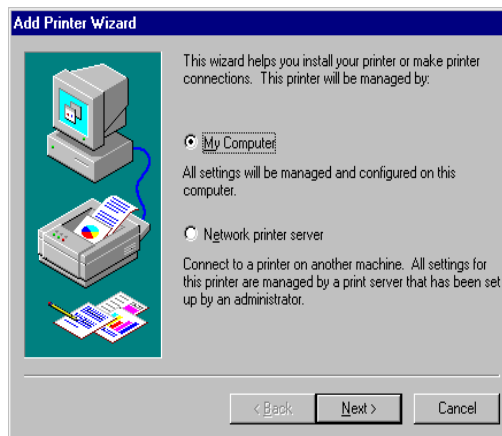 Add Printer Wizard
This wizard helps you install your printer or make printer
connections. This printer will be managed by:
My Computer
All settings will be managed and configured on this
computer.
Network printer server
Connect to a printer on another machine. All settings for
this printer are managed by a print server that has been set
up by an administrator.
< Back
Next >
Cancel